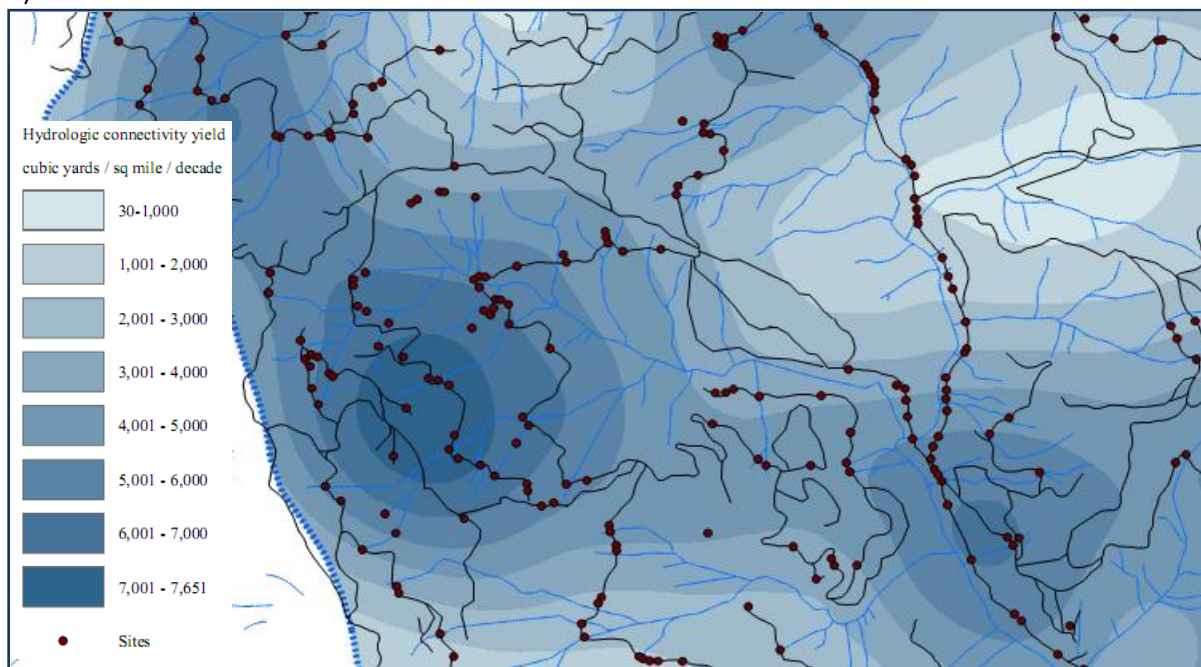 Hydrologic connectivity yield
cubic yards / sq mile / decade
30-1,000
1,001 - 2,000
2,001 - 3,000
3,001 - 4,000
4,001 - 5,000
5,001 - 6,000
6,001 - 7,000
7,001 - 7,651
Sites